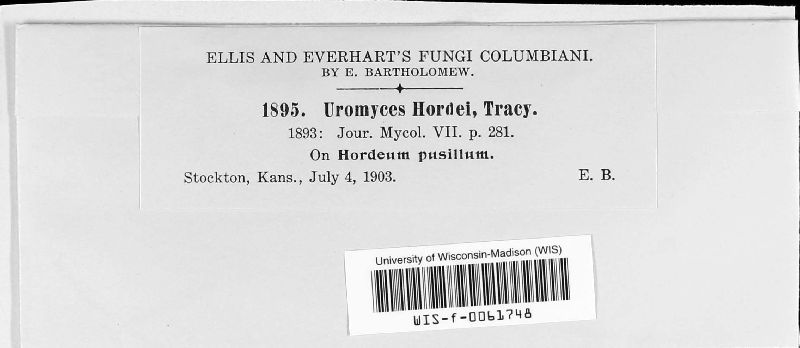 ELLIS AND EVERHART'S FUNGI COLUMBIANI.
BY E. BARTHOLOMEW.
1895. Uromyces Hordei, Tracy.
1893: Jour. Mycol. VII. p. 281.
On Hordeum pusillum.
Stockton, Kans., July 4, 1903. E. B.
University of Wisconsin-Madison (WIS)
WIS-f-0061748